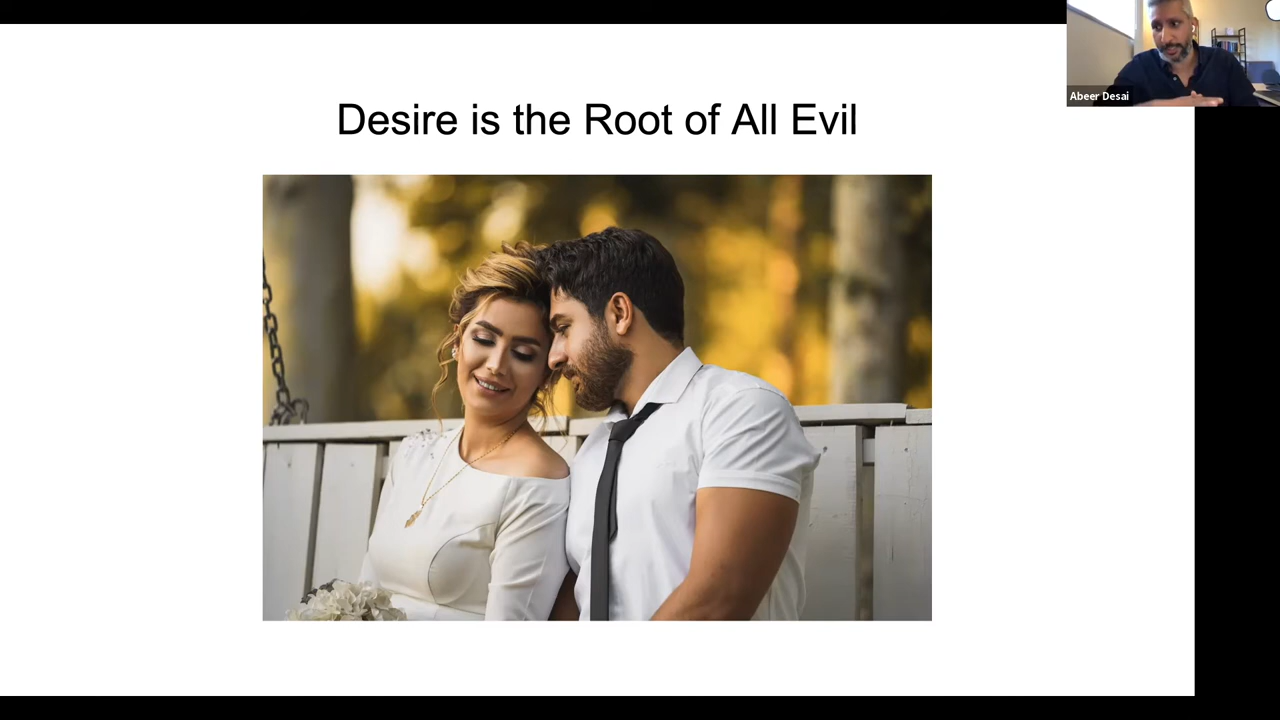 Desire is the Root of All Evil
Abeer Desai